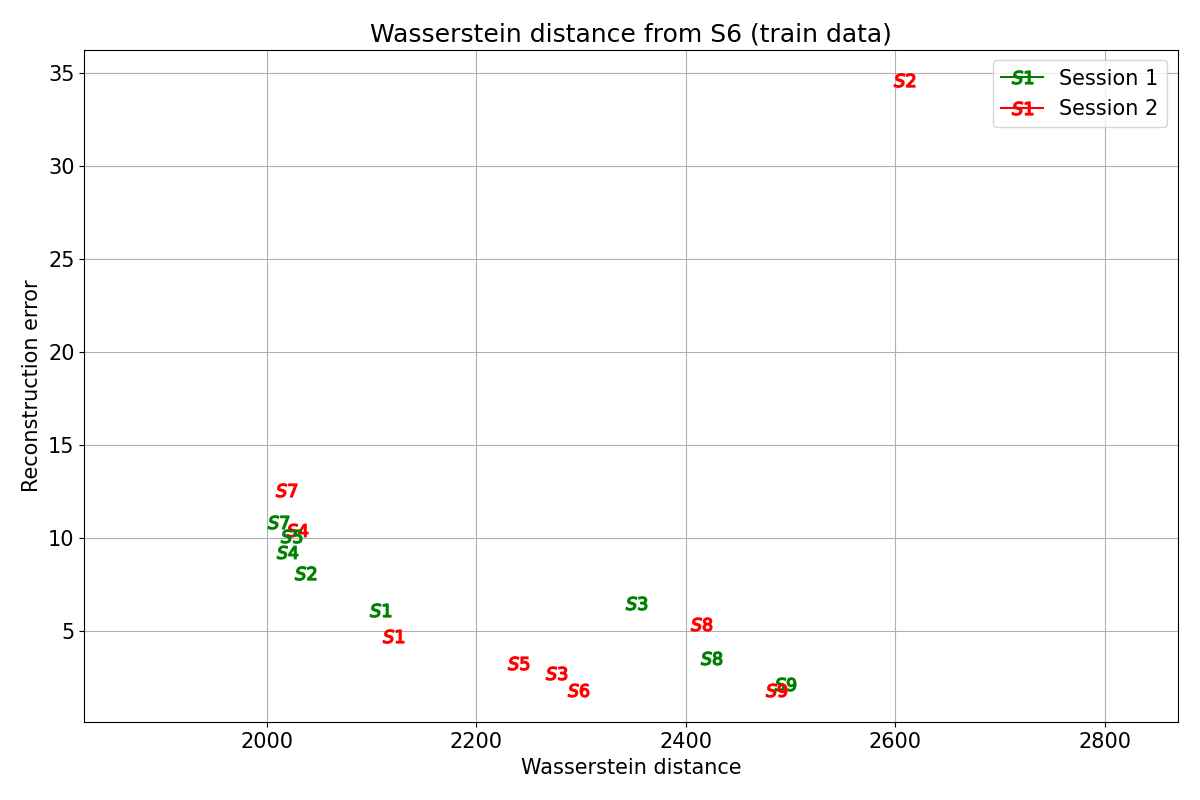 Wasserstein distance from S6 (train data)
S1 Session 1
S1 Session 2
Reconstruction error
35
30
25
20
15
10
5
S2
S7
S7
S4
S5
S4
S2
S1
S1
S3
S8
S5
S8
S3
S6
S9
S9
2000 2200 2400 2600 2800
Wasserstein distance